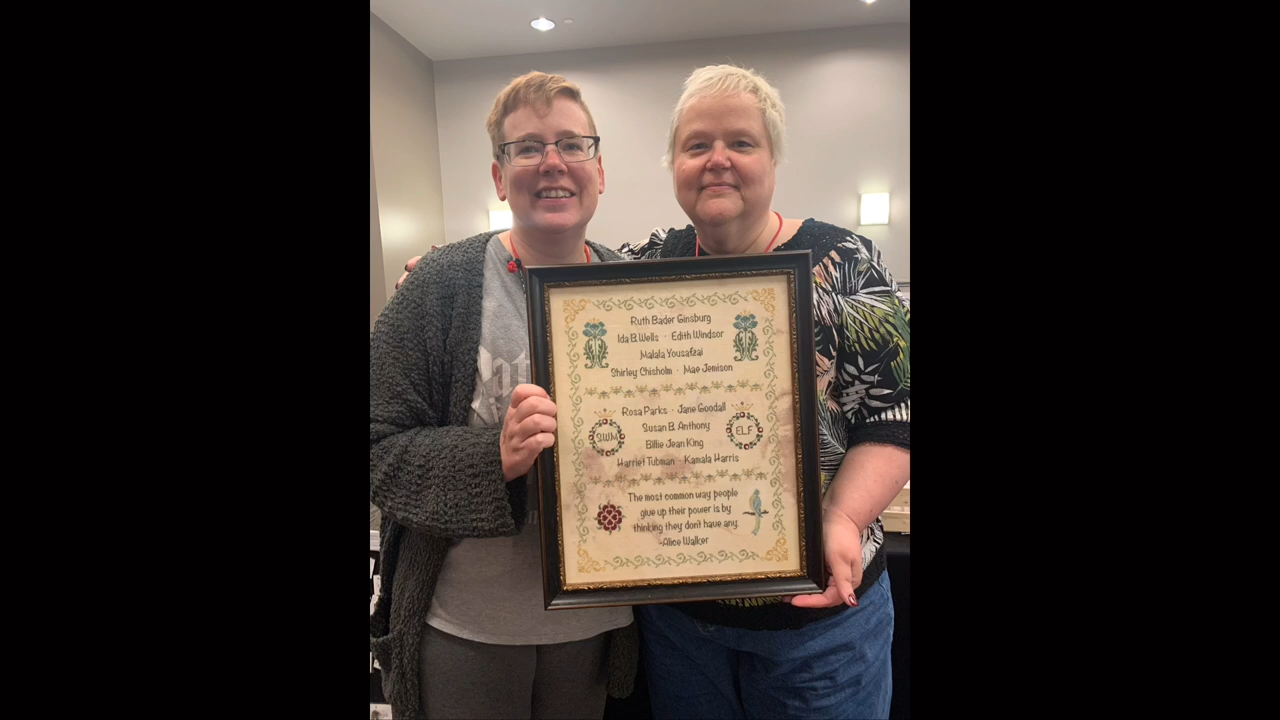 Ruth Bader Ginsburg
Ida B. Wells · Edith Windsor
Malala Yousafzai
Shirley Chisholm · Mae Jemison
Rosa Parks · Jane Goodall
Susan B. Anthony
SWM
ELF
Billie Jean King
Harriet Tubman · Kamala Harris
The most common way people
give up their power is by
thinking they don't have any.
-Alice Walker